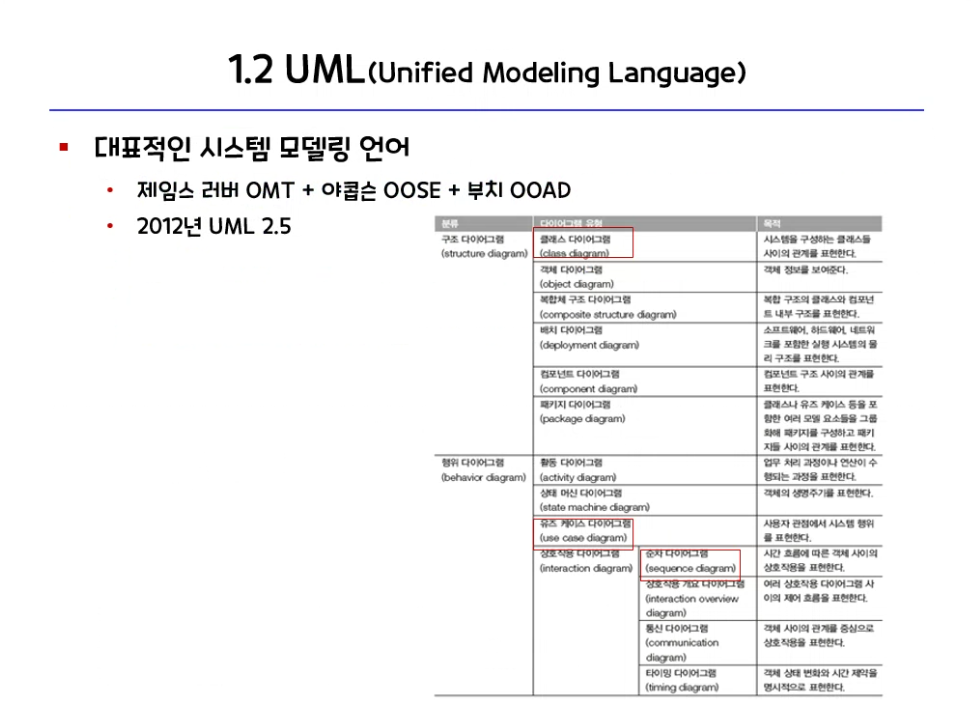 1.2 UML(Unified Modeling Language)
대표적인 시스템 모델링 언어
제임스 러버 OMT + 야콥슨 OOSE + 부치 OOAD
2012년 UML 2.5
분류 다이어그램 유형 목적
구조 다이어그램
(structure diagram)
클래스 다이어그램
(class diagram)
시스템을 구성하는 클래스들
사이의 관계를 표현한다.
객체 다이어그램
(object diagram)
객체 정보를 보여준다.
복합체 구조 다이어그램
(composite structure diagram)
복합 구조의 클래스와 컴포넌
트 내부 구조를 표현한다.
배치 다이어그램
(deployment diagram)
소프트웨어, 하드웨어, 네트워
크를 포함한 실행 시스템의 물
리 구조를 표현한다.
컴포넌트 다이어그램
(component diagram)
컴포넌트 구조 사이의 관계를
표현한다.
패키지 다이어그램
(package diagram)
클래스나 유즈 케이스 등을 포
함한 여러 모델 요소들을 그룹
화해 패키지를 구성하고 패키
지들 사이의 관계를 표현한다.
행위 다이어그램
(behavior diagram)
활동 다이어그램
(activity diagram)
업무 처리 과정이나 연산이 수
행되는 과정을 표현한다.
상태 머신 다이어그램
(state machine diagram)
객체의 생명주기를 표현한다.
유즈 케이스 다이어그램
(use case diagram)
사용자 관점에서 시스템 행위
를 표현한다.
상호작용 다이어그램
(interaction diagram)
순차 다이어그램
(sequence diagram)
시간 흐름에 따른 객체 사이의
상호작용을 표현한다.
상호작용 개요 다이어그램
(interaction overview
diagram)
여러 상호작용 다이어그램 사
이의 제어 흐름을 표현한다.
통신 다이어그램
(communication
diagram)
객체 사이의 관계를 중심으로
상호작용을 표현한다.
타이밍 다이어그램
(timing diagram)
객체 상태 변화와 시간 제약을
명시적으로 표현한다.